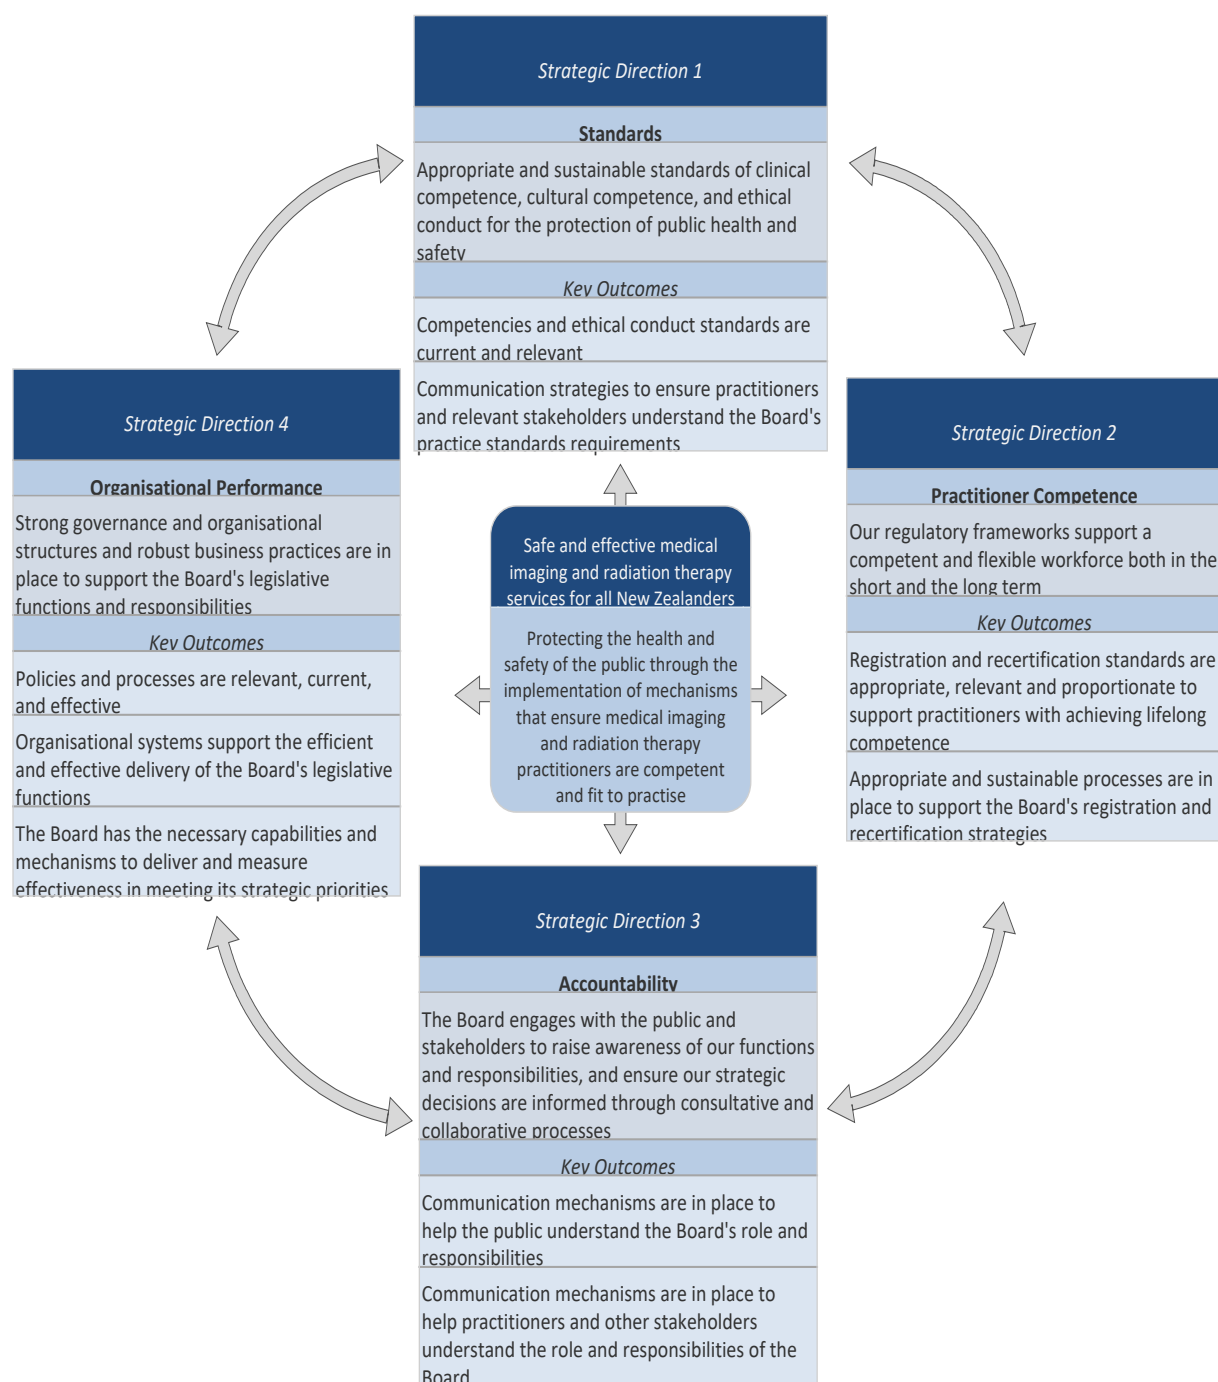 Strategic Direction 1
Standards
Appropriate and sustainable standards of clinical
competence, cultural competence, and ethical
conduct for the protection of public health and
safety
Key Outcomes
Competencies and ethical conduct standards are
current and relevant
Communication strategies to ensure practitioners
and relevant stakeholders understand the Board's
practice standards requirements
Strategic Direction 4
Organisational Performance
Strong governance and organisational
structures and robust business practices are in
place to support the Board's legislative
functions and responsibilities
Key Outcomes
Policies and processes are relevant, current,
and effective
Organisational systems support the efficient
and effective delivery of the Board's legislative
functions
The Board has the necessary capabilities and
mechanisms to deliver and measure
effectiveness in meeting its strategic priorities
Safe and effective medical
imaging and radiation therapy
services for all New Zealanders
Protecting the health and
safety of the public through the
implementation of mechanisms
that ensure medical imaging
and radiation therapy
practitioners are competent
and fit to practise
Strategic Direction 2
Practitioner Competence
Our regulatory frameworks support a
competent and flexible workforce both in the
short and the long term
Key Outcomes
Registration and recertification standards are
appropriate, relevant and proportionate to
support practitioners with achieving lifelong
competence
Appropriate and sustainable processes are in
place to support the Board's registration and
recertification strategies
Strategic Direction 3
Accountability
The Board engages with the public and
stakeholders to raise awareness of our functions
and responsibilities, and ensure our strategic
decisions are informed through consultative and
collaborative processes
Key Outcomes
Communication mechanisms are in place to
help the public understand the Board's role and
responsibilities
Communication mechanisms are in place to
help practitioners and other stakeholders
understand the role and responsibilities of the
Board